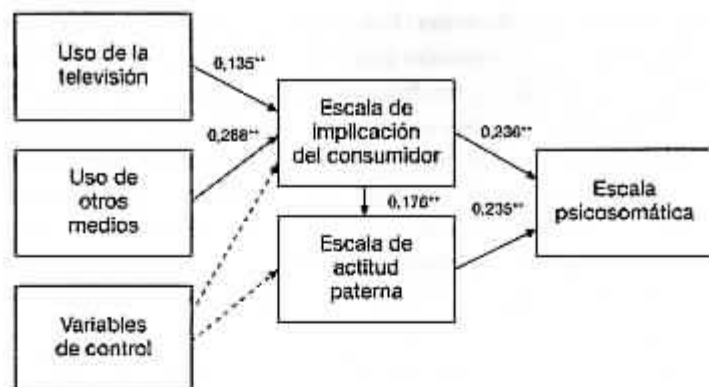 Uso de la
televisión
0,135**
Escala de
implicación
del consumidor
0,288**
0,236**
Uso de
otros
medios
Escala
psicosomática
0,176**
0,235**
Escala de
actitud
paterna
Variables
de control